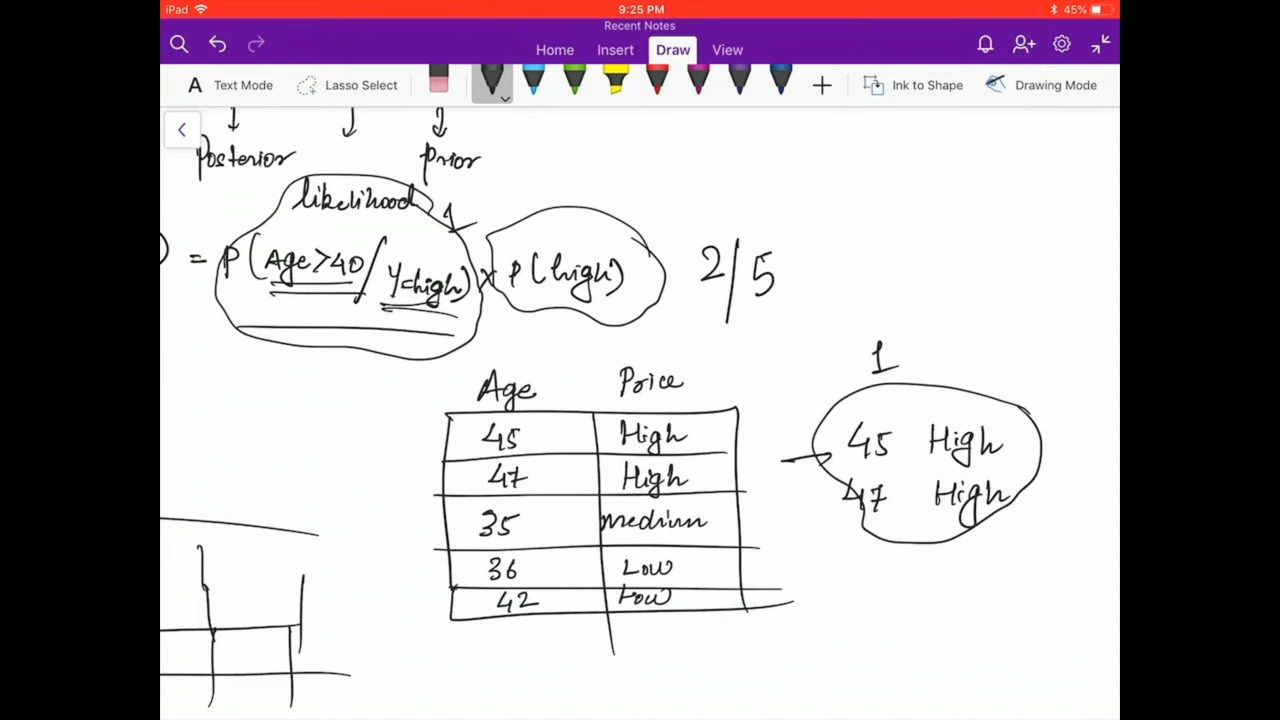 iPad 9:25 PM 45%
Recent Notes
Home Insert Draw View
Text Mode Lasso Select + Ink to Shape Drawing Mode
Posterior Prior
likelihood 1
) = P(Age>40/y=high) x P(high) 2/5
1
Age Price
45 High 45 High
47 High 47 High
35 medium
36 Low
42 Low